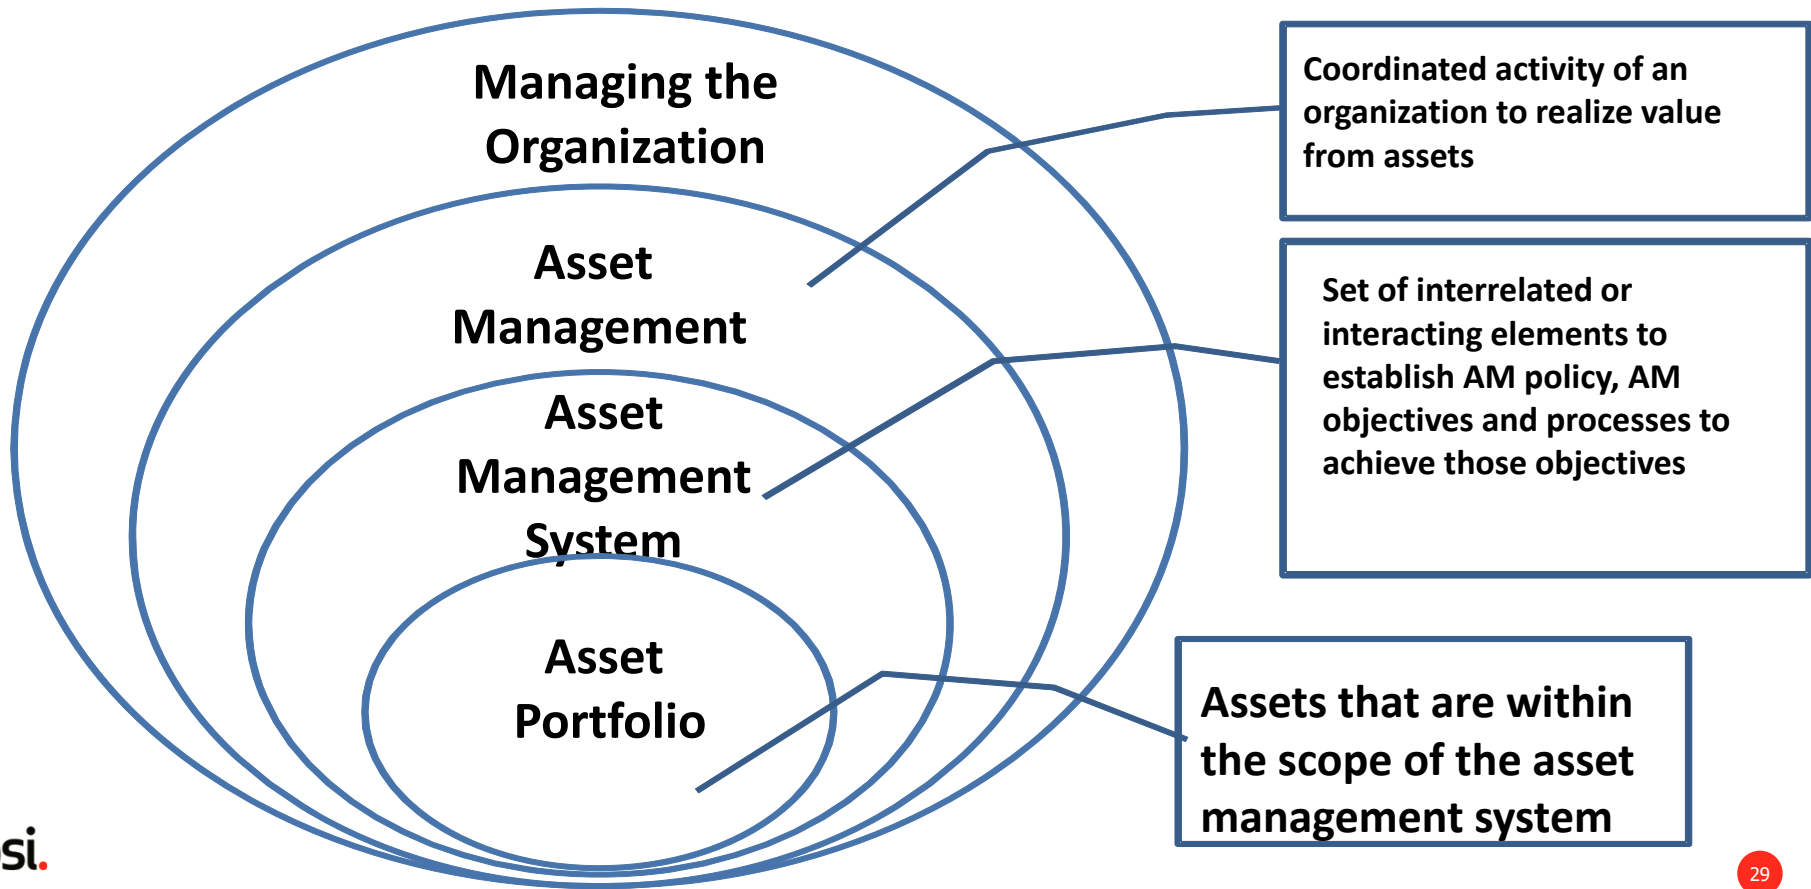 Managing the
Organization
Asset
Management
Asset
Management
System
Asset
Portfolio
Coordinated activity of an
organization to realize value
from assets
Set of interrelated or
interacting elements to
establish AM policy, AM
objectives and processes to
achieve those objectives
Assets that are within
the scope of the asset
management system
si.
29